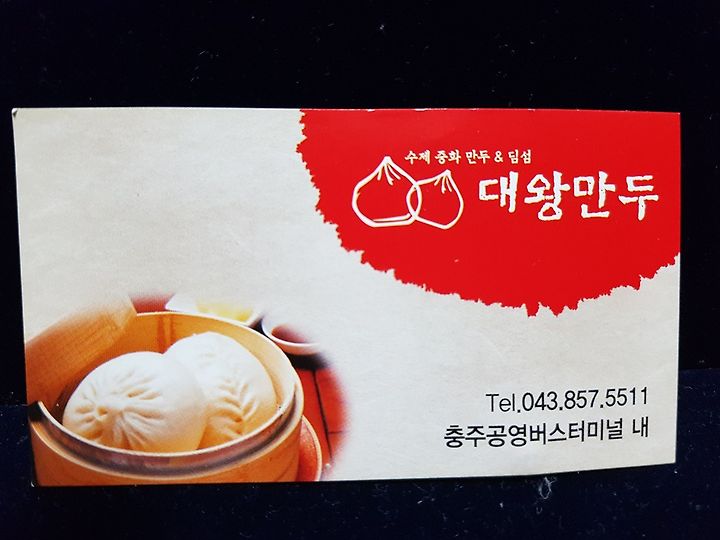 수제 중화 만두 & 딤섬
대왕만두
Tel.043.857.5511
충주공영버스터미널 내